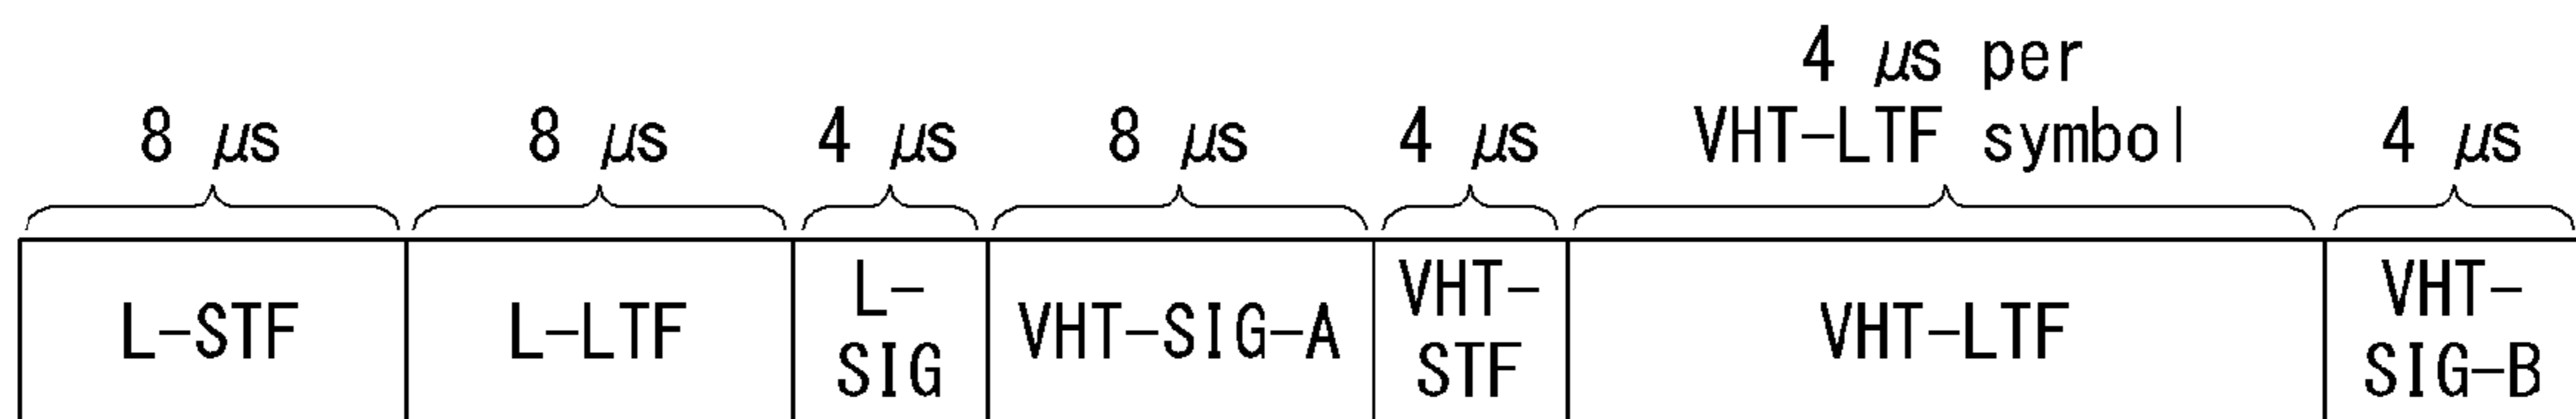 4 μs per
8 μs 8 μs 4 μs 8 μs 4 μs VHT-LTF symbol 4 μs
L-STF L-LTF L-SIG VHT-SIG-A VHT-STF VHT-LTF VHT-SIG-B